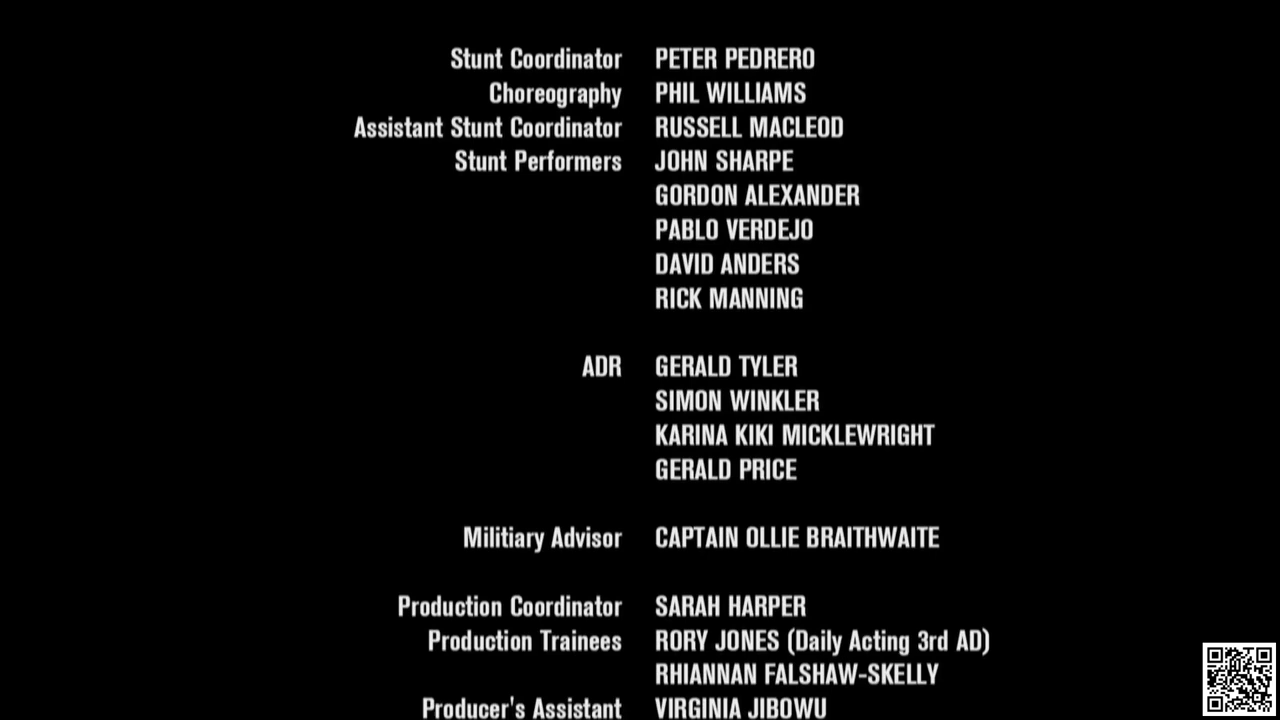 Stunt Coordinator PETER PEDRERO
Choreography PHIL WILLIAMS
Assistant Stunt Coordinator RUSSELL MACLEOD
Stunt Performers JOHN SHARPE
GORDON ALEXANDER
PABLO VERDEJO
DAVID ANDERS
RICK MANNING
ADR GERALD TYLER
SIMON WINKLER
KARINA KIKI MICKLEWRIGHT
GERALD PRICE
Militiary Advisor CAPTAIN OLLIE BRAITHWAITE
Production Coordinator SARAH HARPER
Production Trainees RORY JONES (Daily Acting 3rd AD)
RHIANNAN FALSHAW-SKELLY
Producer's Assistant VIRGINIA JIBOWU